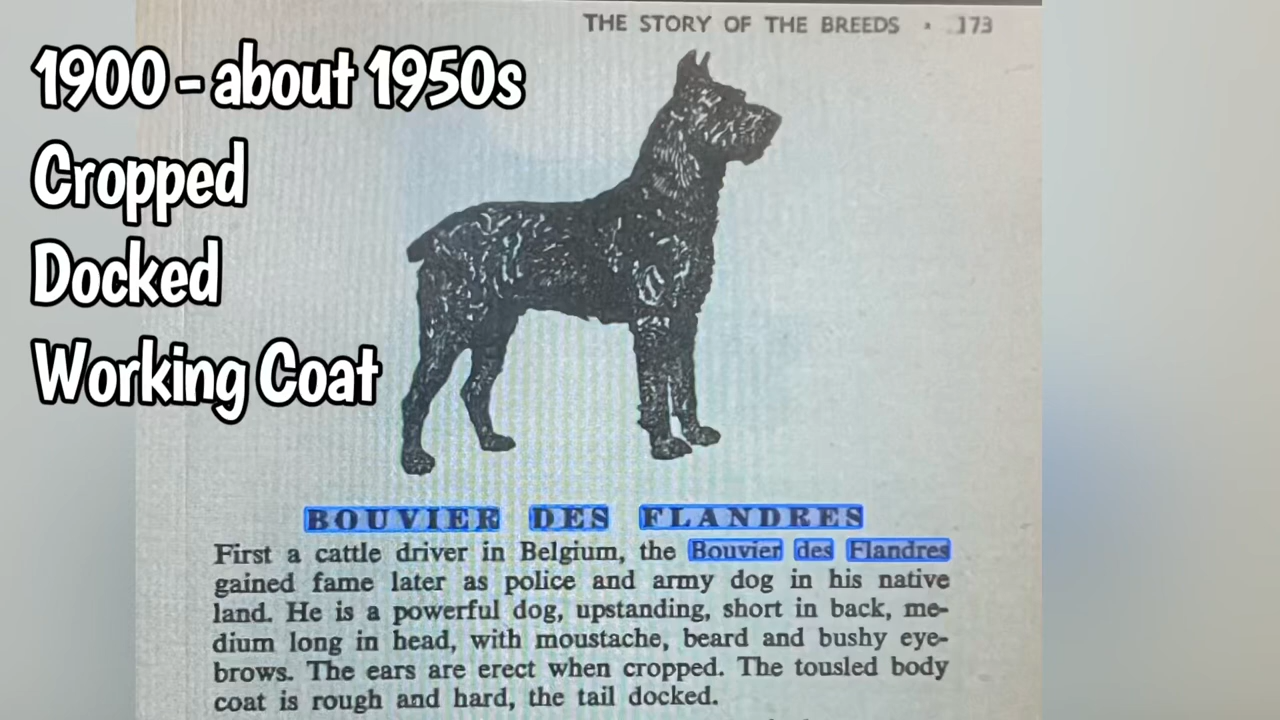 THE STORY OF THE BREEDS · 173
1900 - about 1950s
Cropped
Docked
Working Coat
BOUVIER DES FLANDRES
First a cattle driver in Belgium, the Bouvier des Flandres
gained fame later as police and army dog in his native
land. He is a powerful dog, upstanding, short in back, me-
dium long in head, with moustache, beard and bushy eye-
brows. The ears are erect when cropped. The tousled body
coat is rough and hard, the tail docked.